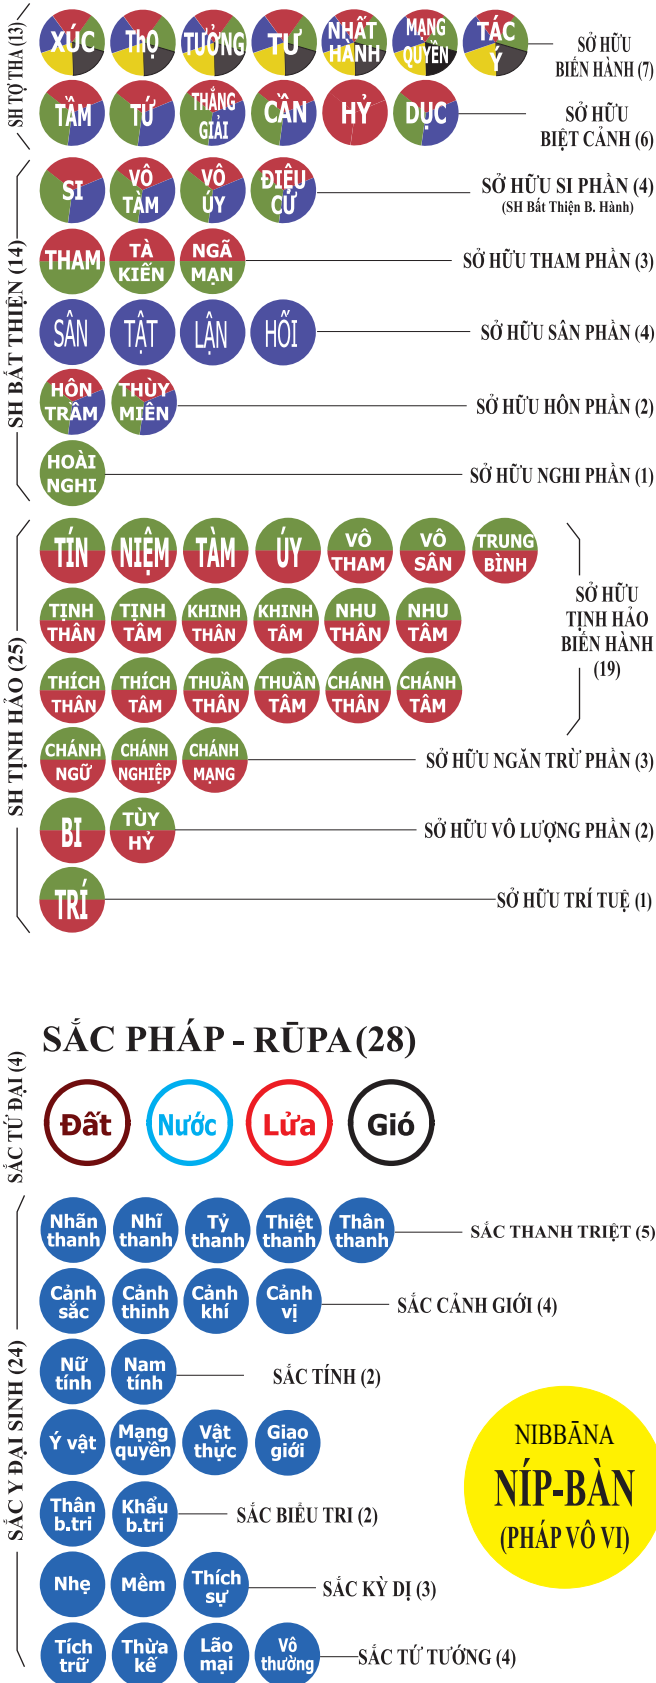 SH TỢ THA (13)
XÚC
THỌ
TƯỞNG
TƯ
NHẤT
HÀNH
MẠNG
QUYỀN
TÁC
Ý
SỞ HỮU
BIẾN HÀNH (7)
TẦM
TỨ
THẮNG
GIẢI
CẦN
HỶ
DỤC
SỞ HỮU
BIỆT CẢNH (6)
SH BẤT THIỆN (14)
SI
VÔ
TÀM
VÔ
ÚY
ĐIỆU
CỬ
SỞ HỮU SI PHẦN (4)
(SH Bất Thiện B. Hành)
THAM
TÀ
KIẾN
NGÃ
MẠN
SỞ HỮU THAM PHẦN (3)
SÂN
TẬT
LẬN
HỐI
SỞ HỮU SÂN PHẦN (4)
HÔN
TRẦM
THÙY
MIÊN
SỞ HỮU HÔN PHẦN (2)
HOÀI
NGHI
SỞ HỮU NGHI PHẦN (1)
SH TỊNH HẢO (25)
TÍN
NIỆM
TÀM
ÚY
VÔ
THAM
VÔ
SÂN
TRUNG
BÌNH
TỊNH
THÂN
TỊNH
TÂM
KHINH
THÂN
KHINH
TÂM
NHU
THÂN
NHU
TÂM
THÍCH
THÂN
THÍCH
TÂM
THUẦN
THÂN
THUẦN
TÂM
CHÁNH
THÂN
CHÁNH
TÂM
SỞ HỮU
TỊNH HẢO
BIẾN HÀNH
(19)
CHÁNH
NGỮ
CHÁNH
NGHIỆP
CHÁNH
MẠNG
SỞ HỮU NGĂN TRỪ PHẦN (3)
BI
TÙY
HỶ
SỞ HỮU VÔ LƯỢNG PHẦN (2)
TRÍ
SỞ HỮU TRÍ TUỆ (1)
SẮC PHÁP - RŪPA (28)
SẮC TỨ ĐẠI (4)
Đất
Nước
Lửa
Gió
SẮC Y ĐẠI SINH (24)
Nhãn
thanh
Nhĩ
thanh
Tỷ
thanh
Thiệt
thanh
Thân
thanh
SẮC THANH TRIỆT (5)
Cảnh
sắc
Cảnh
thinh
Cảnh
khí
Cảnh
vị
SẮC CẢNH GIỚI (4)
Nữ
tính
Nam
tính
SẮC TÍNH (2)
Ý vật
Mạng
quyền
Vật
thực
Giao
giới
Thân
b.tri
Khẩu
b.tri
SẮC BIỂU TRI (2)
Nhẹ
Mềm
Thích
sự
SẮC KỲ DỊ (3)
Tích
trữ
Thừa
kế
Lão
mại
Vô
thường
SẮC TỨ TƯỚNG (4)
NIBBĀNA
NÍP-BÀN
(PHÁP VÔ VI)